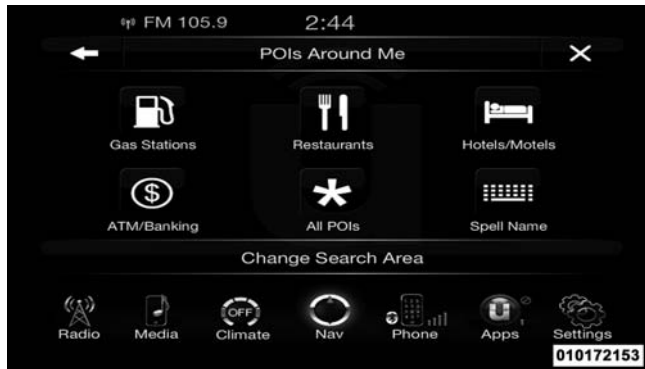 FM 105.9 2:44
POIs Around Me
Gas Stations Restaurants Hotels/Motels
ATM/Banking All POIs Spell Name
Change Search Area
OFF
Radio Media Climate Nav Phone Apps Settings
010172153